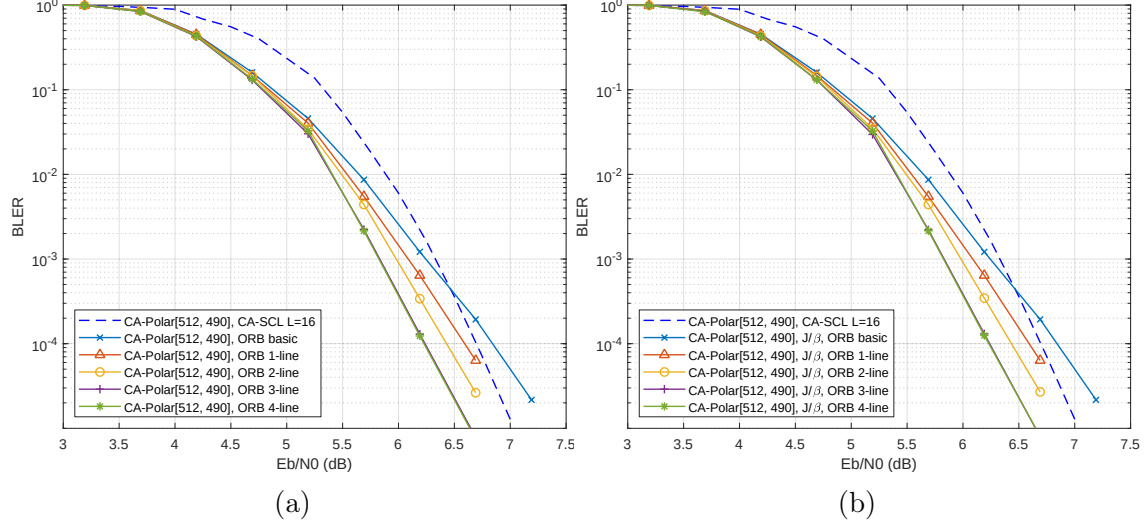 10^0
10^-1
10^-2
10^-3
10^-4
BLER
3 3.5 4 4.5 5 5.5 6 6.5 7 7.5
Eb/N0 (dB)
CA-Polar[512, 490], CA-SCL L=16
CA-Polar[512, 490], ORB basic
CA-Polar[512, 490], ORB 1-line
CA-Polar[512, 490], ORB 2-line
CA-Polar[512, 490], ORB 3-line
CA-Polar[512, 490], ORB 4-line
(a)
10^0
10^-1
10^-2
10^-3
10^-4
BLER
3 3.5 4 4.5 5 5.5 6 6.5 7 7.5
Eb/N0 (dB)
CA-Polar[512, 490], CA-SCL L=16
CA-Polar[512, 490], J/β, ORB basic
CA-Polar[512, 490], J/β, ORB 1-line
CA-Polar[512, 490], J/β, ORB 2-line
CA-Polar[512, 490], J/β, ORB 3-line
CA-Polar[512, 490], J/β, ORB 4-line
(b)